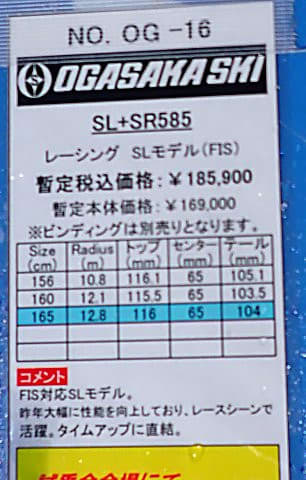 NO. OG-16
OGASAKA SKI
SL+SR585
レーシング SLモデル(FIS)
暫定税込価格:￥185,900
暫定本体価格:￥169,000
※ビンディングは別売りとなります。
Size (cm) Radius (m) トップ (mm) センター (mm) テール (mm)
156 10.8 116.1 65 105.1
160 12.1 115.5 65 103.5
165 12.8 116 65 104
コメント
FIS対応SLモデル。
昨年大幅に性能を向上しており、レースシーンで
活躍。タイムアップに直結。